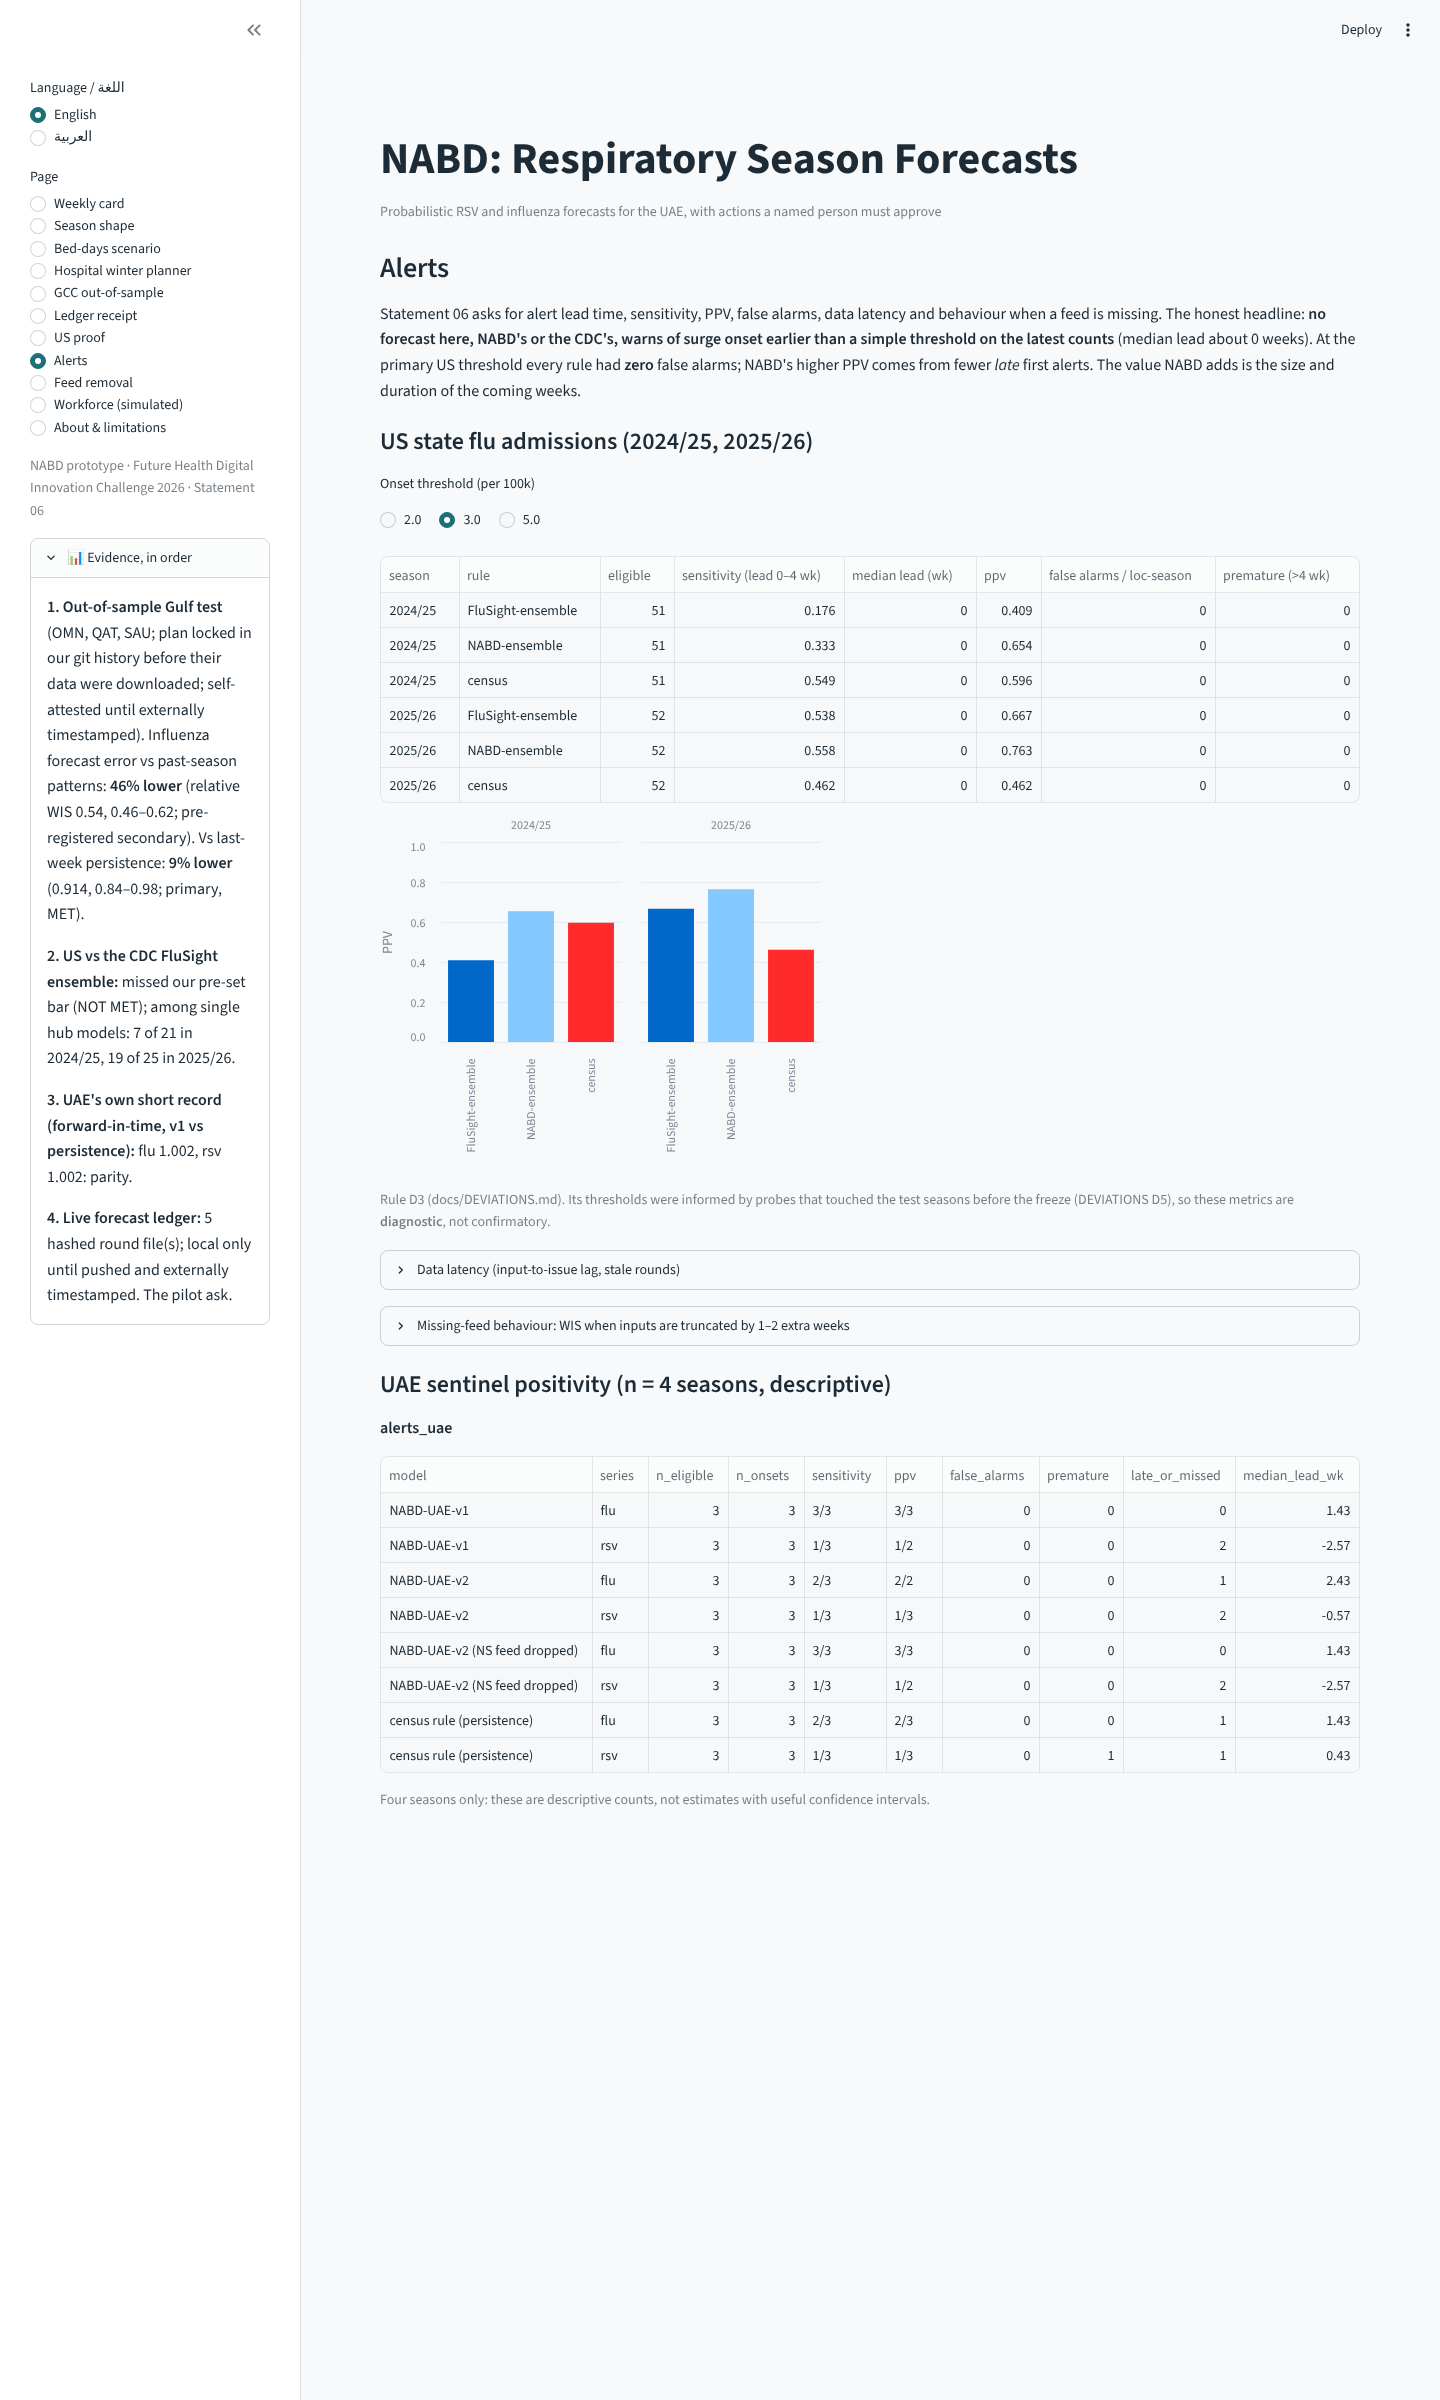 Language / اللغة
English
العربية
Page
Weekly card
Season shape
Bed-days scenario
Hospital winter planner
GCC out-of-sample
Ledger receipt
US proof
Alerts
Feed removal
Workforce (simulated)
About & limitations
NABD prototype · Future Health Digital
Innovation Challenge 2026 · Statement
06
📊 Evidence, in order
1. Out-of-sample Gulf test
(OMN, QAT, SAU; plan locked in
our git history before their
data were downloaded; self-
attested until externally
timestamped). Influenza
forecast error vs past-season
patterns: 46% lower (relative
WIS 0.54, 0.46–0.62; pre-
registered secondary). Vs last-
week persistence: 9% lower
(0.914, 0.84–0.98; primary,
MET).
2. US vs the CDC FluSight
ensemble: missed our pre-set
bar (NOT MET); among single
hub models: 7 of 21 in
2024/25, 19 of 25 in 2025/26.
3. UAE's own short record
(forward-in-time, v1 vs
persistence): flu 1.002, rsv
1.002: parity.
4. Live forecast ledger: 5
hashed round file(s); local only
until pushed and externally
timestamped. The pilot ask.
Deploy
NABD: Respiratory Season Forecasts
Probabilistic RSV and influenza forecasts for the UAE, with actions a named person must approve
Alerts
Statement 06 asks for alert lead time, sensitivity, PPV, false alarms, data latency and behaviour when a feed is missing. The honest headline: no
forecast here, NABD's or the CDC's, warns of surge onset earlier than a simple threshold on the latest counts (median lead about 0 weeks). At the
primary US threshold every rule had zero false alarms; NABD's higher PPV comes from fewer late first alerts. The value NABD adds is the size and
duration of the coming weeks.
US state flu admissions (2024/25, 2025/26)
Onset threshold (per 100k)
2.0 3.0 5.0
season rule eligible sensitivity (lead 0–4 wk) median lead (wk) ppv false alarms / loc-season premature (>4 wk)
2024/25 FluSight-ensemble 51 0.176 0 0.409 0 0
2024/25 NABD-ensemble 51 0.333 0 0.654 0 0
2024/25 census 51 0.549 0 0.596 0 0
2025/26 FluSight-ensemble 52 0.538 0 0.667 0 0
2025/26 NABD-ensemble 52 0.558 0 0.763 0 0
2025/26 census 52 0.462 0 0.462 0 0
2024/25 2025/26
PPV
1.0
0.8
0.6
0.4
0.2
0.0
FluSight-ensemble
NABD-ensemble
census
FluSight-ensemble
NABD-ensemble
census
Rule D3 (docs/DEVIATIONS.md). Its thresholds were informed by probes that touched the test seasons before the freeze (DEVIATIONS D5), so these metrics are
diagnostic, not confirmatory.
Data latency (input-to-issue lag, stale rounds)
Missing-feed behaviour: WIS when inputs are truncated by 1–2 extra weeks
UAE sentinel positivity (n = 4 seasons, descriptive)
alerts_uae
model series n_eligible n_onsets sensitivity ppv false_alarms premature late_or_missed median_lead_wk
NABD-UAE-v1 flu 3 3 3/3 3/3 0 0 0 1.43
NABD-UAE-v1 rsv 3 3 1/3 1/2 0 0 2 -2.57
NABD-UAE-v2 flu 3 3 2/3 2/2 0 0 1 2.43
NABD-UAE-v2 rsv 3 3 1/3 1/3 0 0 2 -0.57
NABD-UAE-v2 (NS feed dropped) flu 3 3 3/3 3/3 0 0 0 1.43
NABD-UAE-v2 (NS feed dropped) rsv 3 3 1/3 1/2 0 0 2 -2.57
census rule (persistence) flu 3 3 2/3 2/3 0 0 1 1.43
census rule (persistence) rsv 3 3 1/3 1/3 0 1 1 0.43
Four seasons only: these are descriptive counts, not estimates with useful confidence intervals.